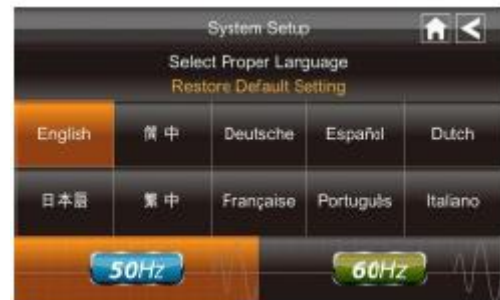 System Setup
Select Proper Language
Restore Default Setting
English 简中 Deutsche Español Dutch
日本語 繁中 Française Português Italiano
50Hz 60Hz